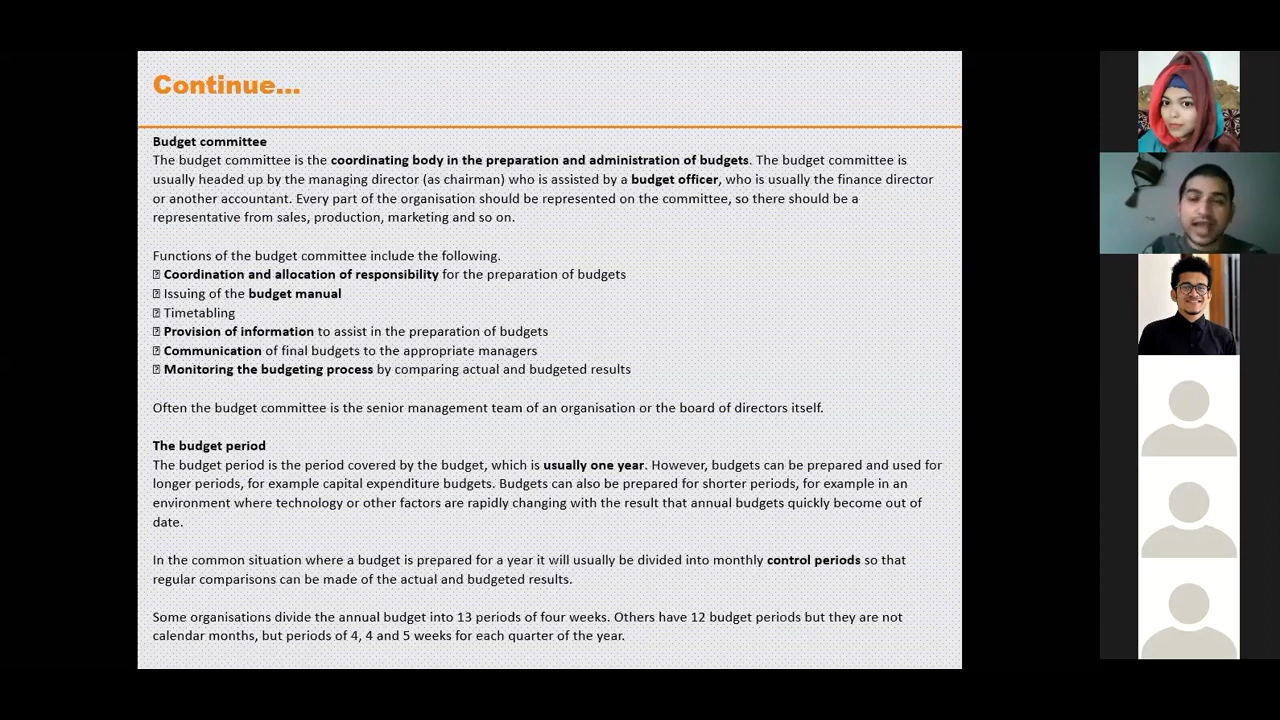 Continue...
Budget committee
The budget committee is the coordinating body in the preparation and administration of budgets. The budget committee is
usually headed up by the managing director (as chairman) who is assisted by a budget officer, who is usually the finance director
or another accountant. Every part of the organisation should be represented on the committee, so there should be a
representative from sales, production, marketing and so on.
Functions of the budget committee include the following.
Coordination and allocation of responsibility for the preparation of budgets
Issuing of the budget manual
Timetabling
Provision of information to assist in the preparation of budgets
Communication of final budgets to the appropriate managers
Monitoring the budgeting process by comparing actual and budgeted results
Often the budget committee is the senior management team of an organisation or the board of directors itself.
The budget period
The budget period is the period covered by the budget, which is usually one year. However, budgets can be prepared and used for
longer periods, for example capital expenditure budgets. Budgets can also be prepared for shorter periods, for example in an
environment where technology or other factors are rapidly changing with the result that annual budgets quickly become out of
date.
In the common situation where a budget is prepared for a year it will usually be divided into monthly control periods so that
regular comparisons can be made of the actual and budgeted results.
Some organisations divide the annual budget into 13 periods of four weeks. Others have 12 budget periods but they are not
calendar months, but periods of 4, 4 and 5 weeks for each quarter of the year.